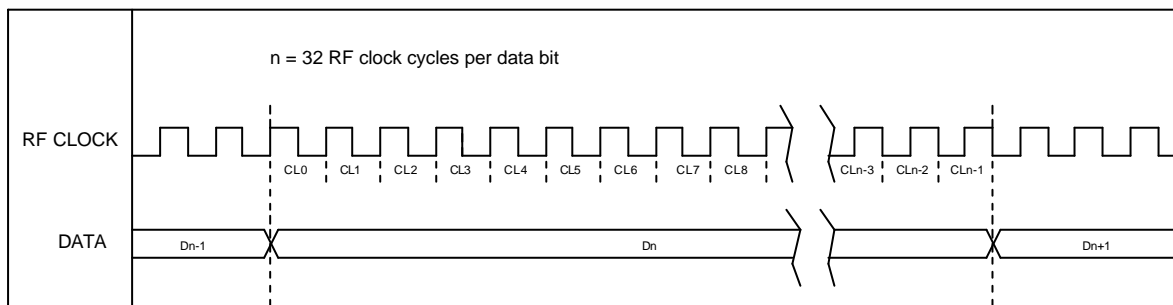 n = 32 RF clock cycles per data bit
RF CLOCK
CL0 CL1 CL2 CL3 CL4 CL5 CL6 CL7 CL8 CLn-3 CLn-2 CLn-1
DATA
Dn-1 Dn Dn+1